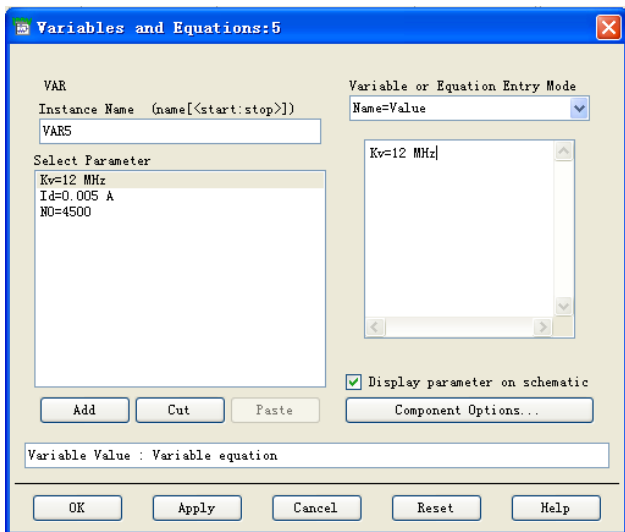 Variables and Equations:5
VAR
Instance Name (name[<start:stop>])
VAR5
Select Parameter
Kv=12 MHz
Id=0.005 A
N0=4500
Add
Cut
Paste
Variable or Equation Entry Mode
Name=Value
Kv=12 MHz
Display parameter on schematic
Component Options...
Variable Value : Variable equation
OK
Apply
Cancel
Reset
Help